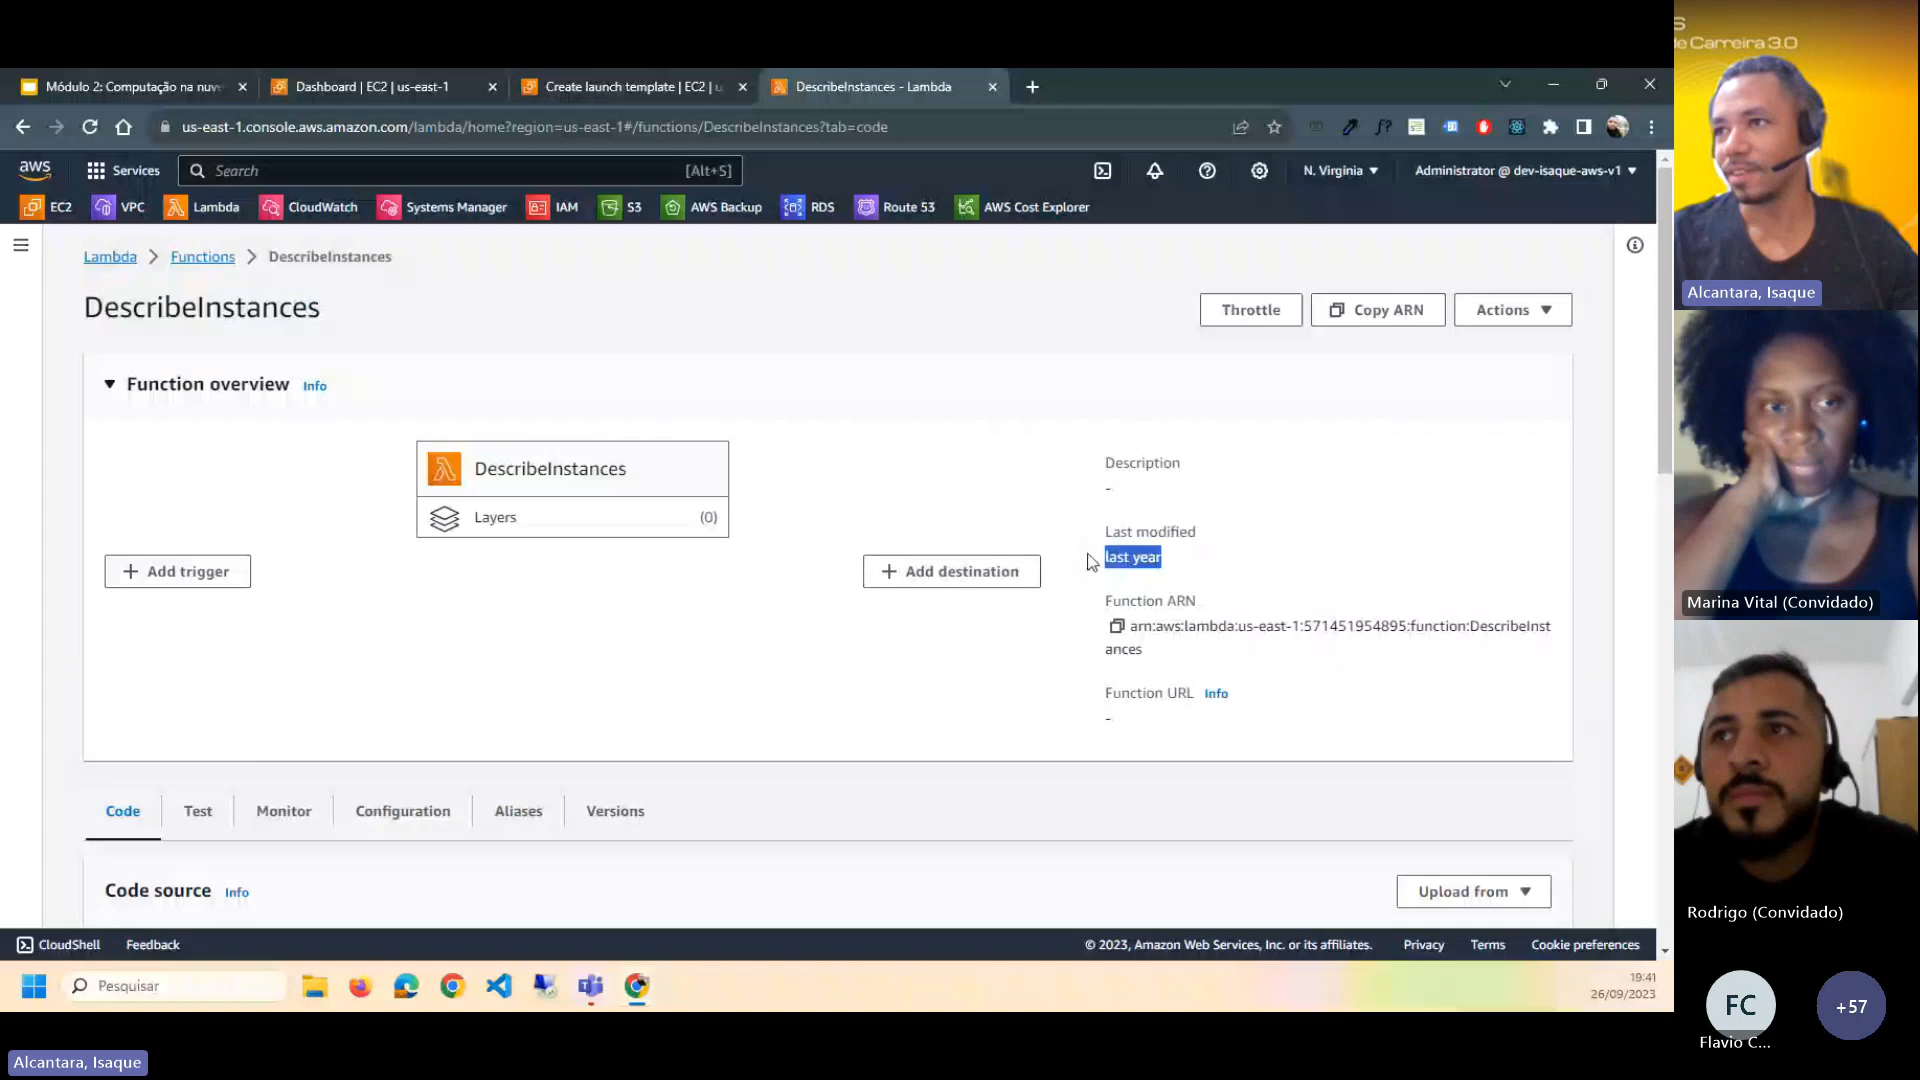 Módulo 2: Computação na nuv
Dashboard | EC2 | us-east-1
Create launch template | EC2 | u
DescribeInstances - Lambda
us-east-1.console.aws.amazon.com/lambda/home?region=us-east-1#/functions/DescribeInstances?tab=code
aws
Services
Search
[Alt+S]
N. Virginia
Administrator @ dev-isaque-aws-v1
EC2
VPC
Lambda
CloudWatch
Systems Manager
IAM
S3
AWS Backup
RDS
Route 53
AWS Cost Explorer
Lambda
Functions
DescribeInstances
DescribeInstances
Throttle
Copy ARN
Actions
Function overview
Info
DescribeInstances
Layers
(0)
Add trigger
Add destination
Description
-
Last modified
last year
Function ARN
arn:aws:lambda:us-east-1:571451954895:function:DescribeInst
ances
Function URL
Info
-
Code
Test
Monitor
Configuration
Aliases
Versions
Code source
Info
Upload from
CloudShell
Feedback
© 2023, Amazon Web Services, Inc. or its affiliates.
Privacy
Terms
Cookie preferences
Pesquisar
19:41
26/09/2023
Alcantara, Isaque
S
e Carreira 3.0
Alcantara, Isaque
Marina Vital (Convidado)
Rodrigo (Convidado)
FC
+57
Flavio C...